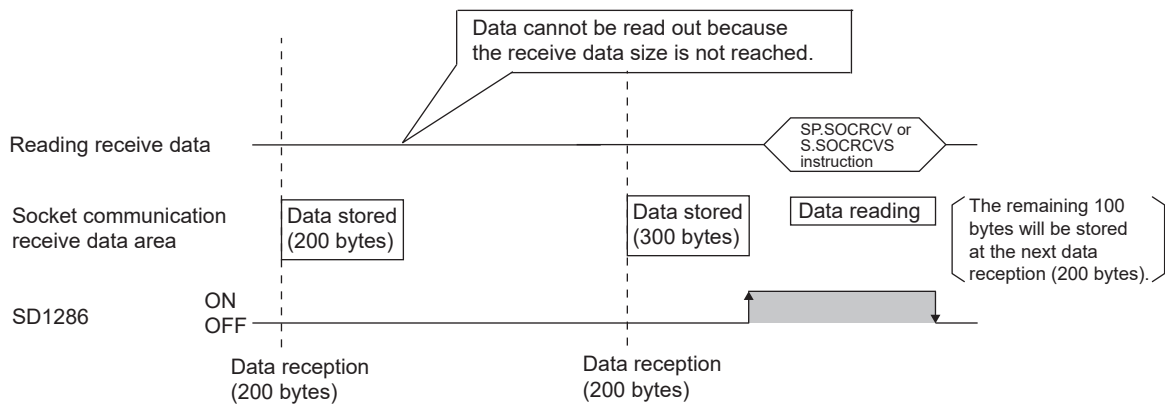 Data cannot be read out because
the receive data size is not reached.
Reading receive data
SP.SOCRCV or
S.SOCRCVS
instruction
Socket communication
receive data area
Data stored
(200 bytes)
Data stored
(300 bytes)
Data reading
The remaining 100
bytes will be stored
at the next data
reception (200 bytes).
SD1286
ON
OFF
Data reception
(200 bytes)
Data reception
(200 bytes)